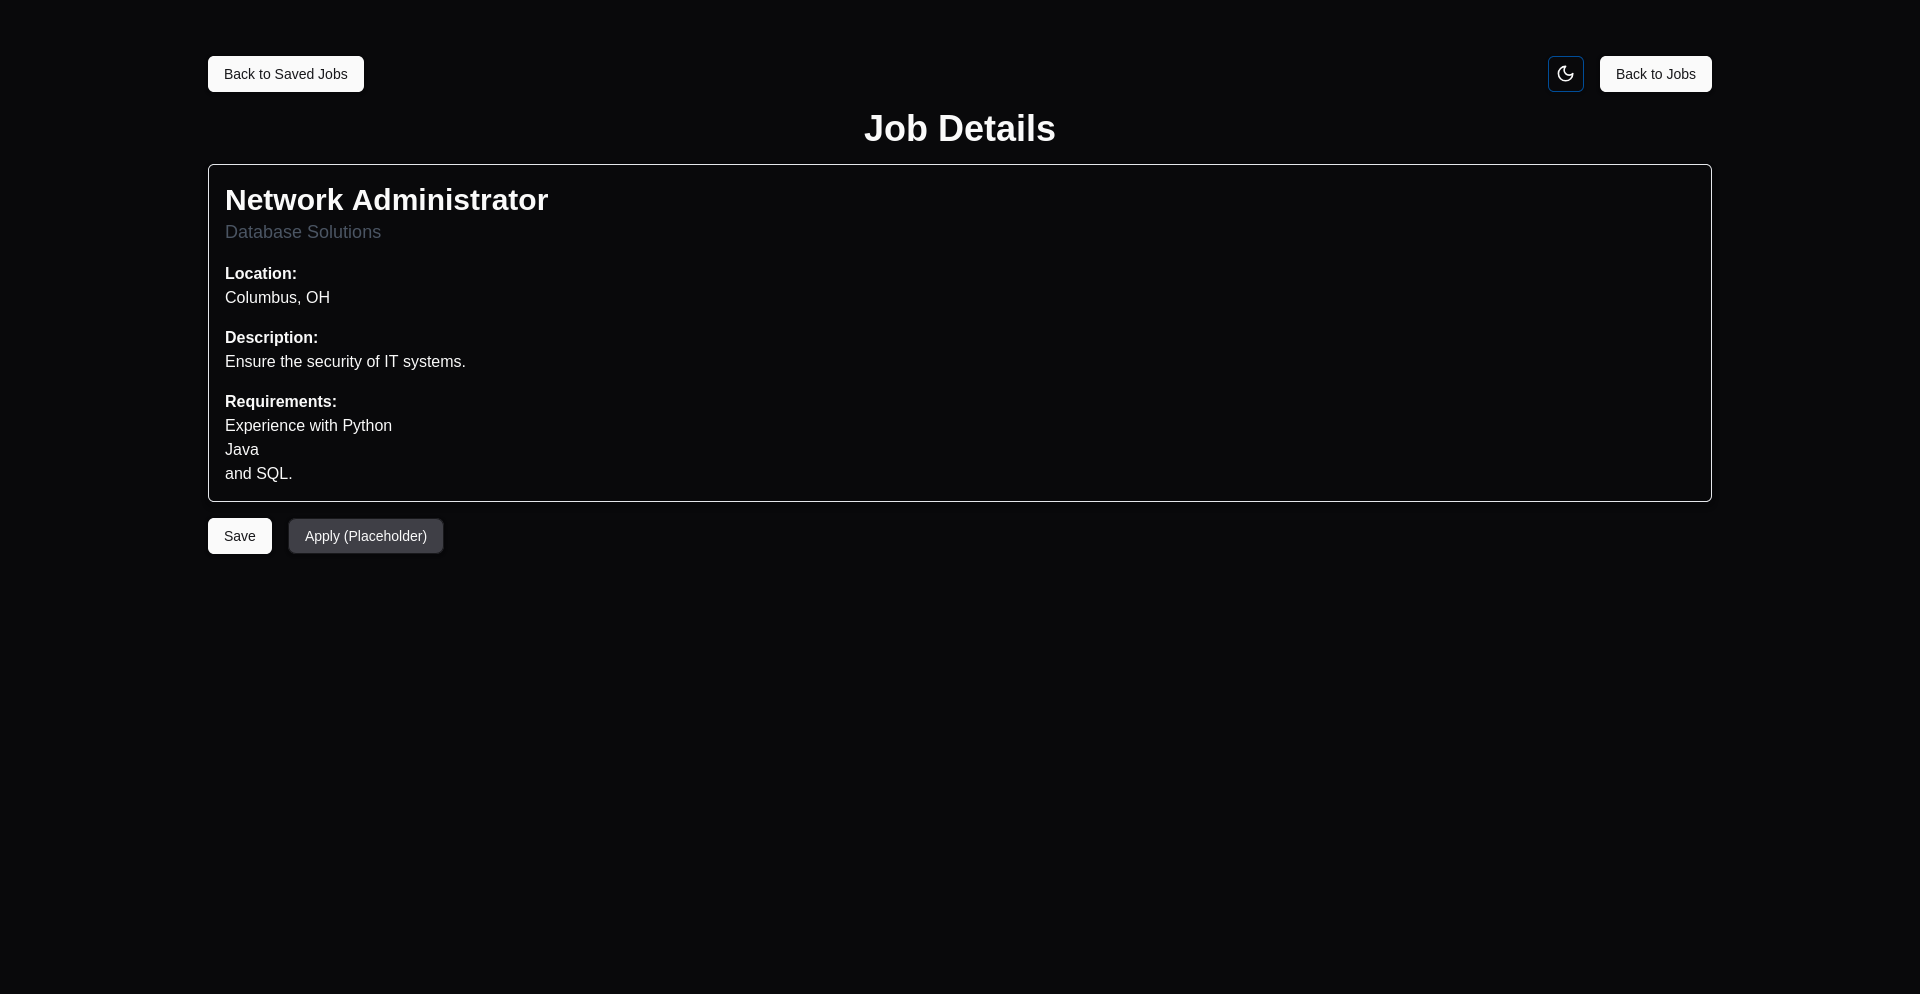 Back to Saved Jobs
Back to Jobs
Job Details
Network Administrator
Database Solutions
Location:
Columbus, OH
Description:
Ensure the security of IT systems.
Requirements:
Experience with Python
Java
and SQL.
Save
Apply (Placeholder)